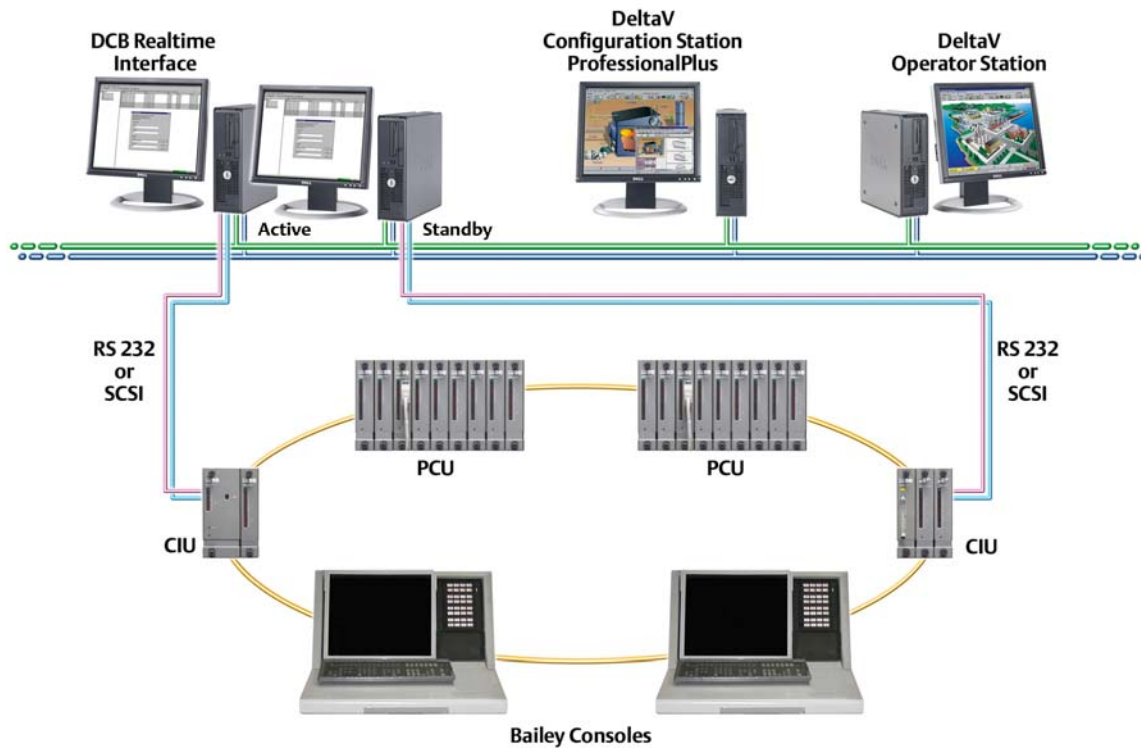 DCB Realtime
Interface
DeltaV
Configuration Station
ProfessionalPlus
DeltaV
Operator Station
Active
Standby
RS 232
or
SCSI
RS 232
or
SCSI
PCU
PCU
CIU
CIU
Bailey Consoles